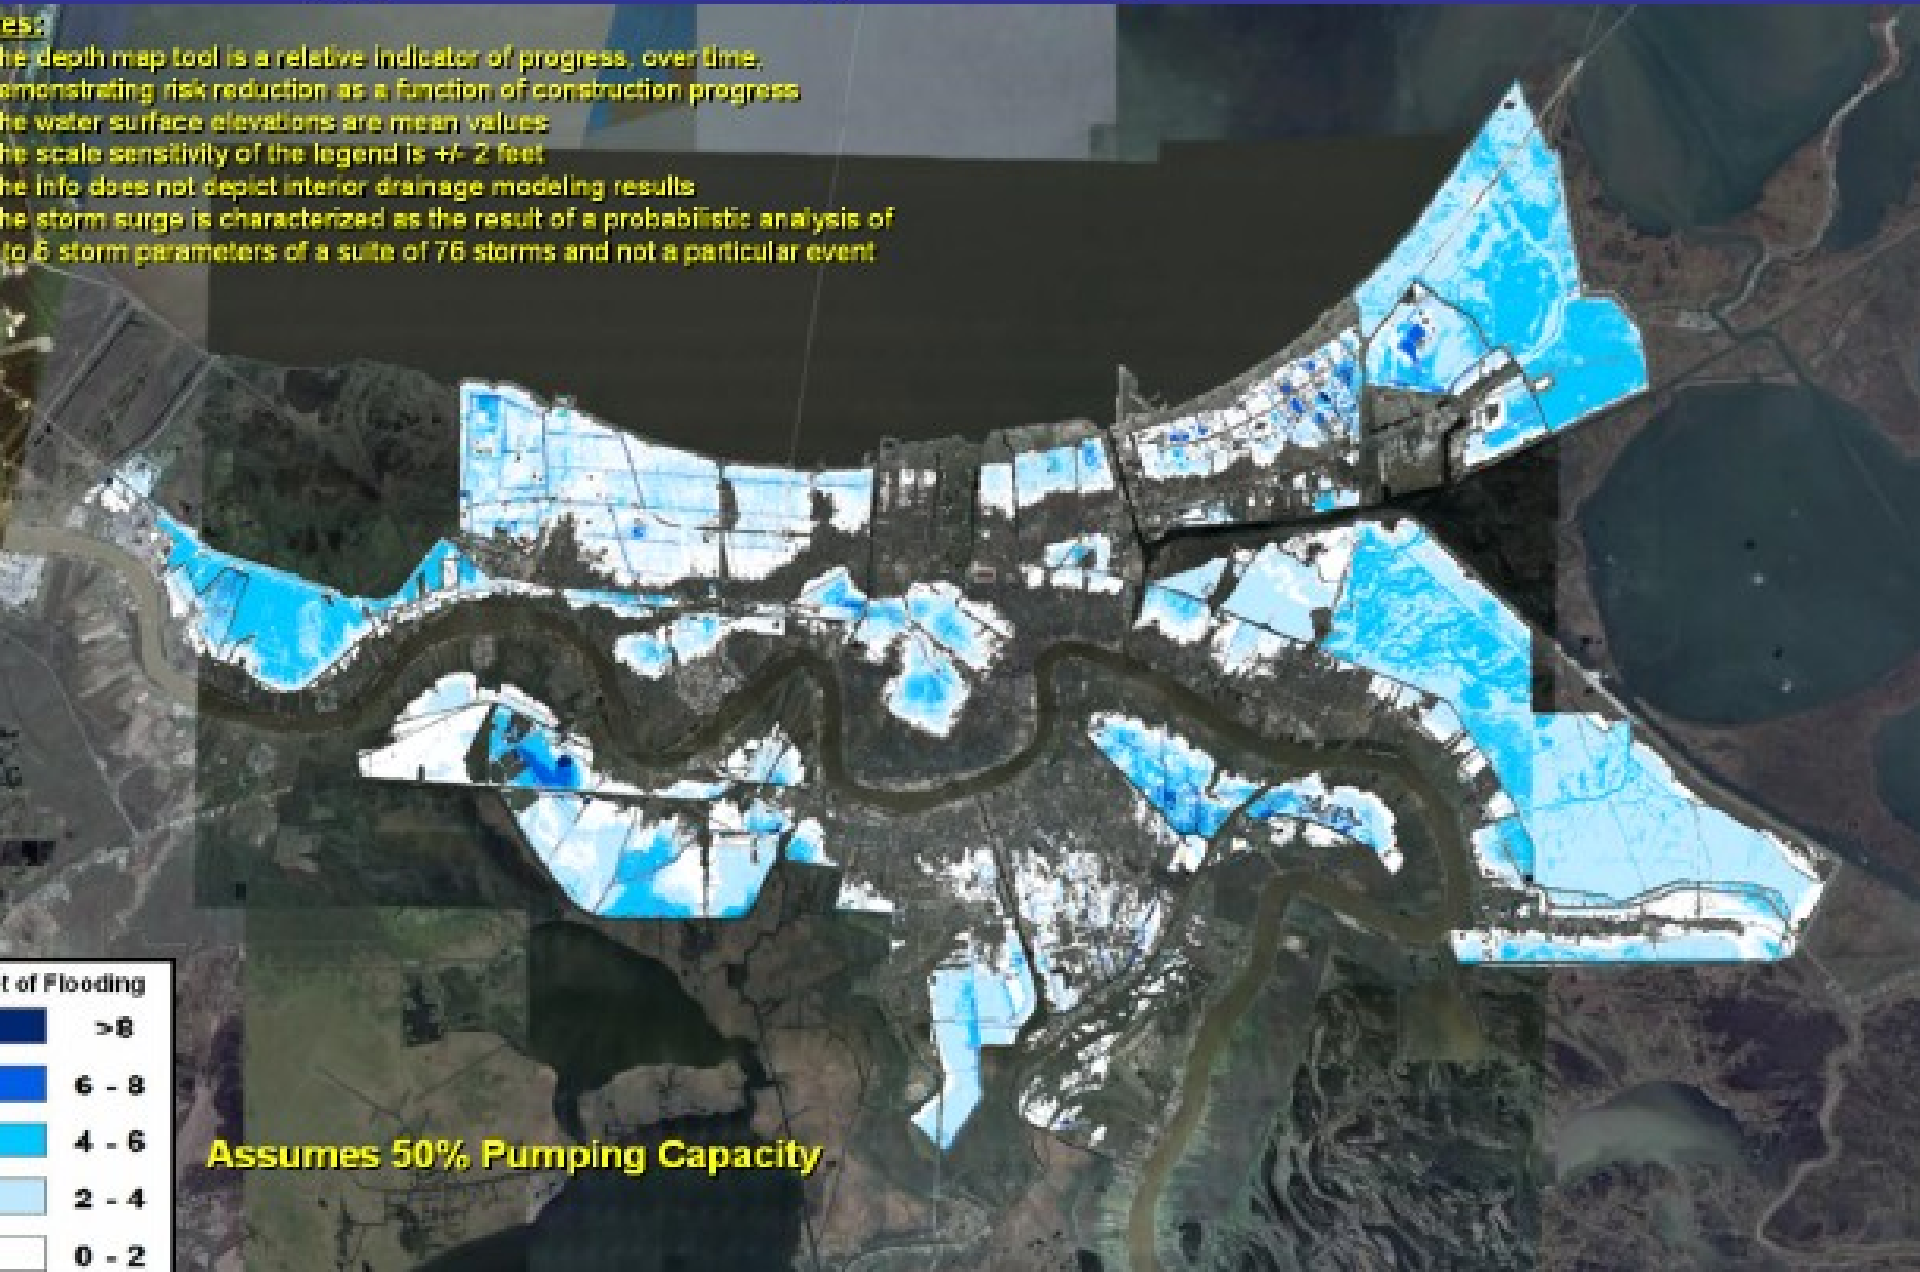 es:
he depth map tool is a relative indicator of progress, over time,
emonstrating risk reduction as a function of construction progress
he water surface elevations are mean values
he scale sensitivity of the legend is +/- 2 feet
he info does not depict interior drainage modeling results
he storm surge is characterized as the result of a probabilistic analysis of
to 6 storm parameters of a suite of 76 storms and not a particular event
t of Flooding
>8
6 - 8
4 - 6
2 - 4
0 - 2
Assumes 50% Pumping Capacity